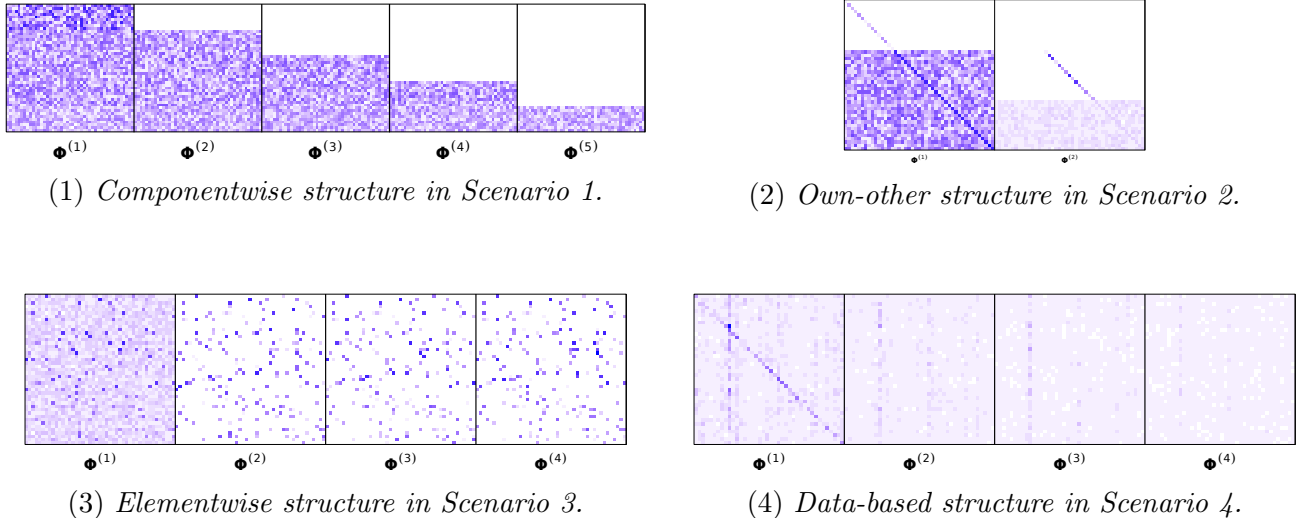 Φ(1) Φ(2) Φ(3) Φ(4) Φ(5)
(1) Componentwise structure in Scenario 1.
Φ(1) Φ(2)
(2) Own-other structure in Scenario 2.
Φ(1) Φ(2) Φ(3) Φ(4)
(3) Elementwise structure in Scenario 3.
Φ(1) Φ(2) Φ(3) Φ(4)
(4) Data-based structure in Scenario 4.